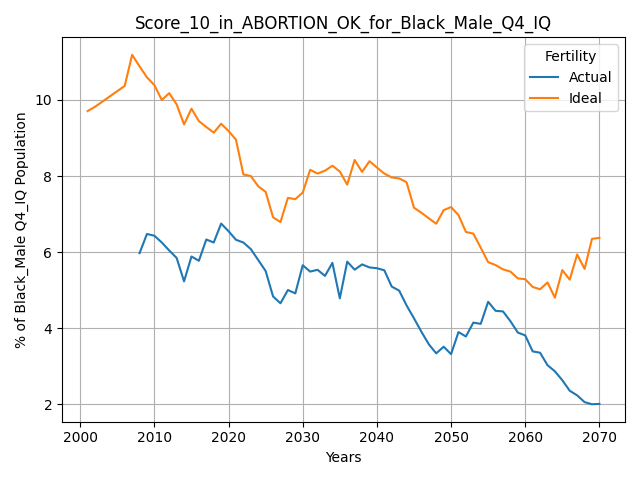 Score_10_in_ABORTION_OK_for_Black_Male_Q4_IQ
Fertility
Actual
Ideal
% of Black_Male Q4_IQ Population
10
8
6
4
2
2000 2010 2020 2030 2040 2050 2060 2070
Years